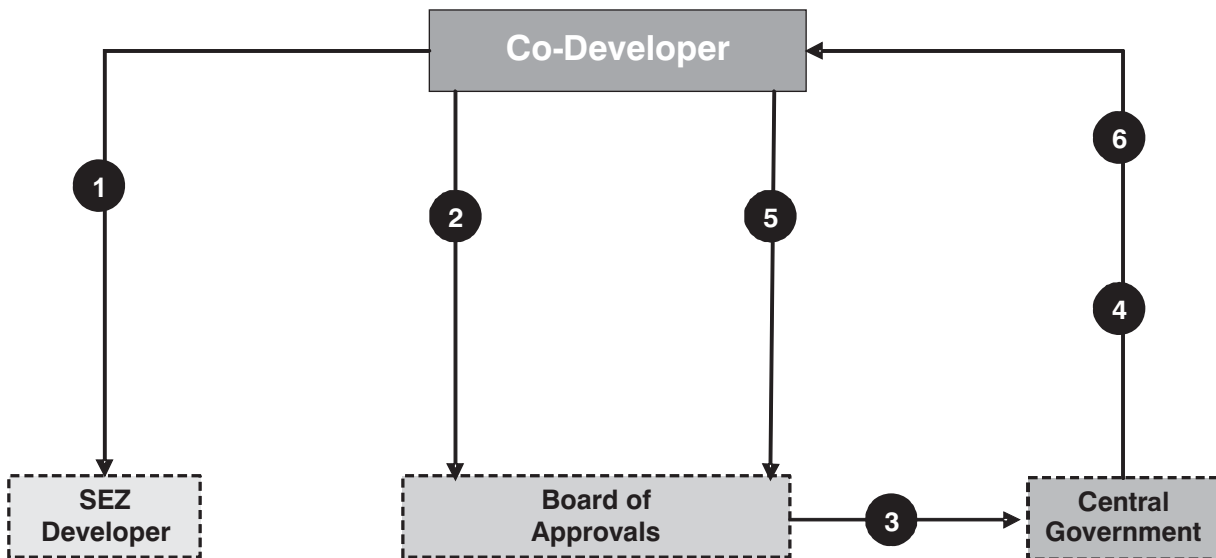 Co-Developer
6
1
2
5
4
SEZ
Developer
Board of
Approvals
3
Central
Government